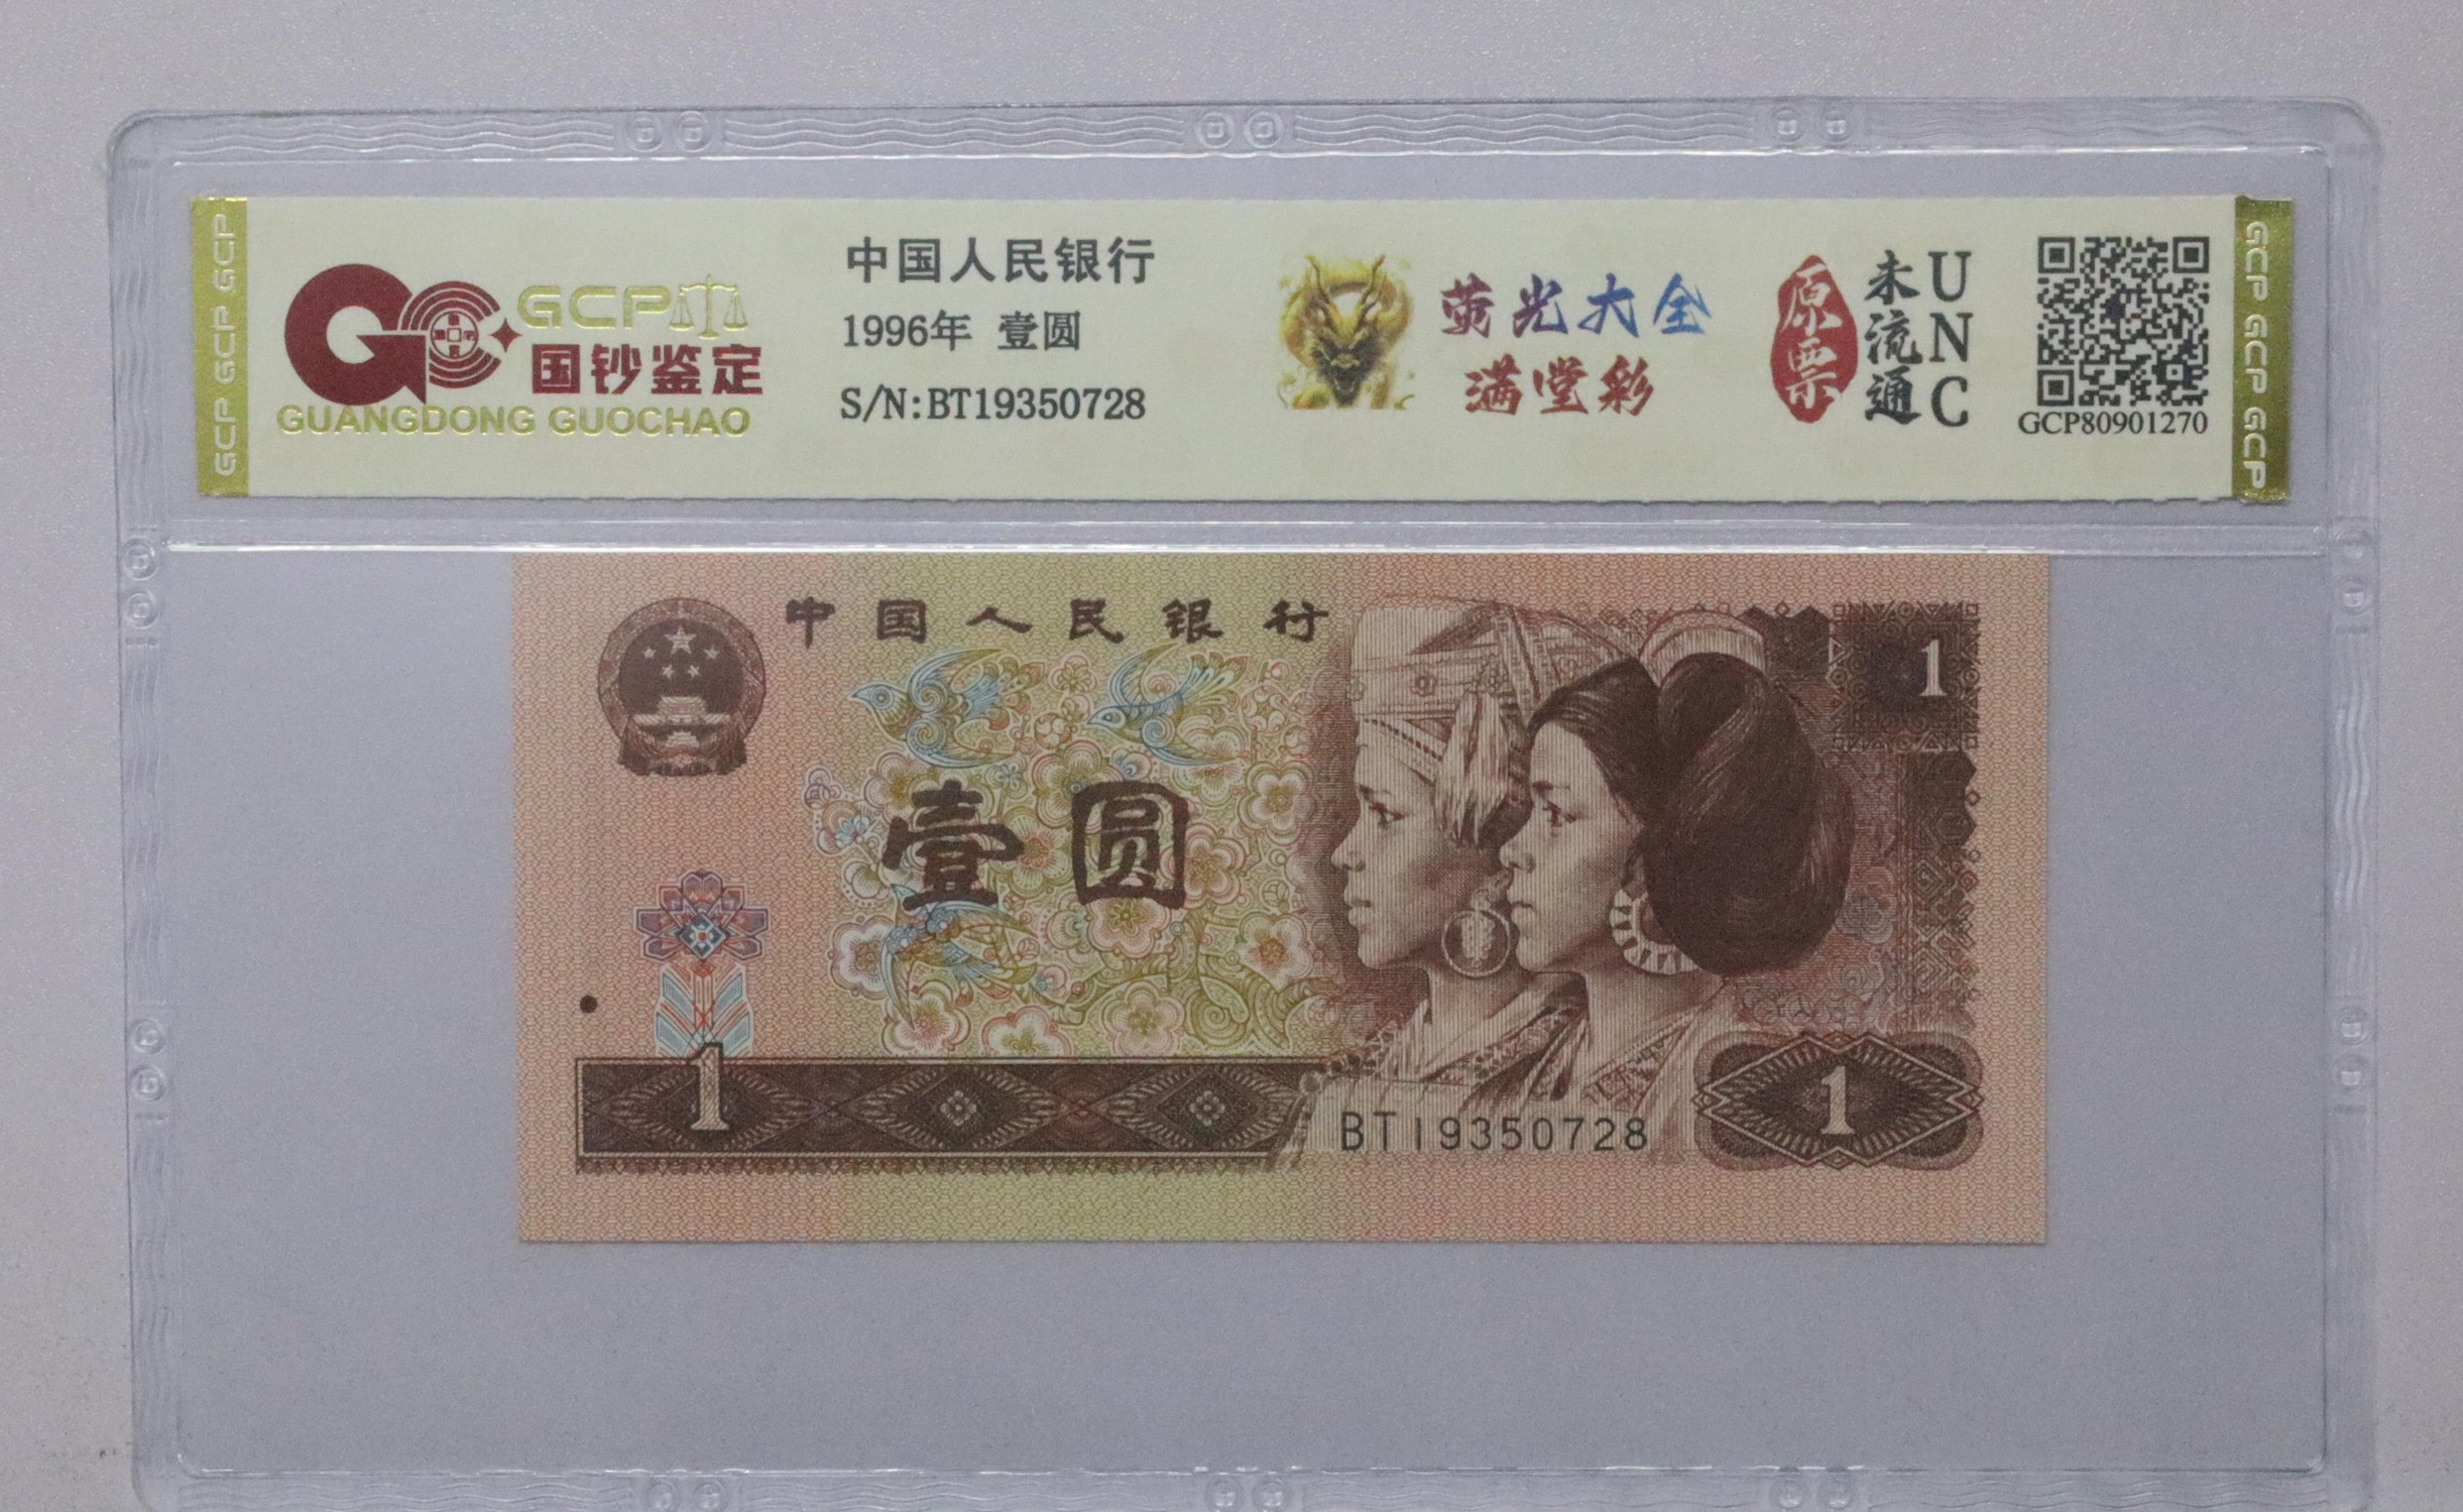 GCP GCP GCP
GCP
国钞鉴定
GUANGDONG GUOCHAO
中国人民银行
1996年 壹圆
S/N:BT19350728
荧光大全
满堂彩
原票
未流通
UNC
GCP80901270
GCP GCP GCP
中国人民银行
1
壹圆
1
BT19350728
1